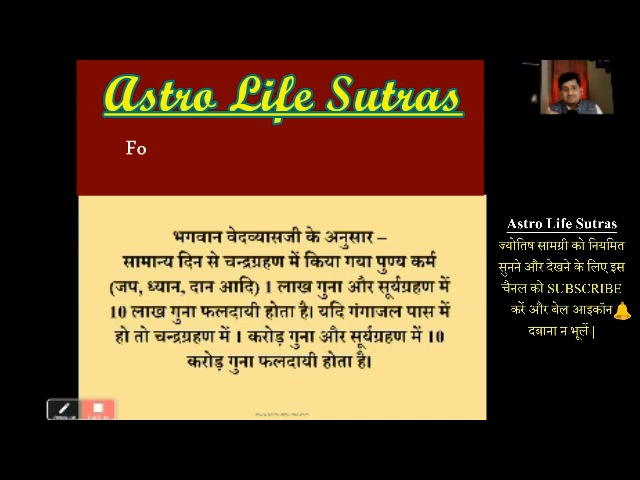 Astro Life Sutras
Fo
भगवान वेदव्यासजी के अनुसार –
सामान्य दिन से चन्द्रग्रहण में किया गया पुण्य कर्म
(जप, ध्यान, दान आदि) 1 लाख गुना और सूर्यग्रहण में
10 लाख गुना फलदायी होता है। यदि गंगाजल पास में
हो तो चन्द्रग्रहण में 1 करोड़ गुना और सूर्यग्रहण में 10
करोड़ गुना फलदायी होता है।
Astro Life Sutras
ज्योतिष सामग्री को नियमित
सुनने और देखने के लिए इस
चैनल को SUBSCRIBE
करें और बेल आइकॉन
दबाना न भूलें |